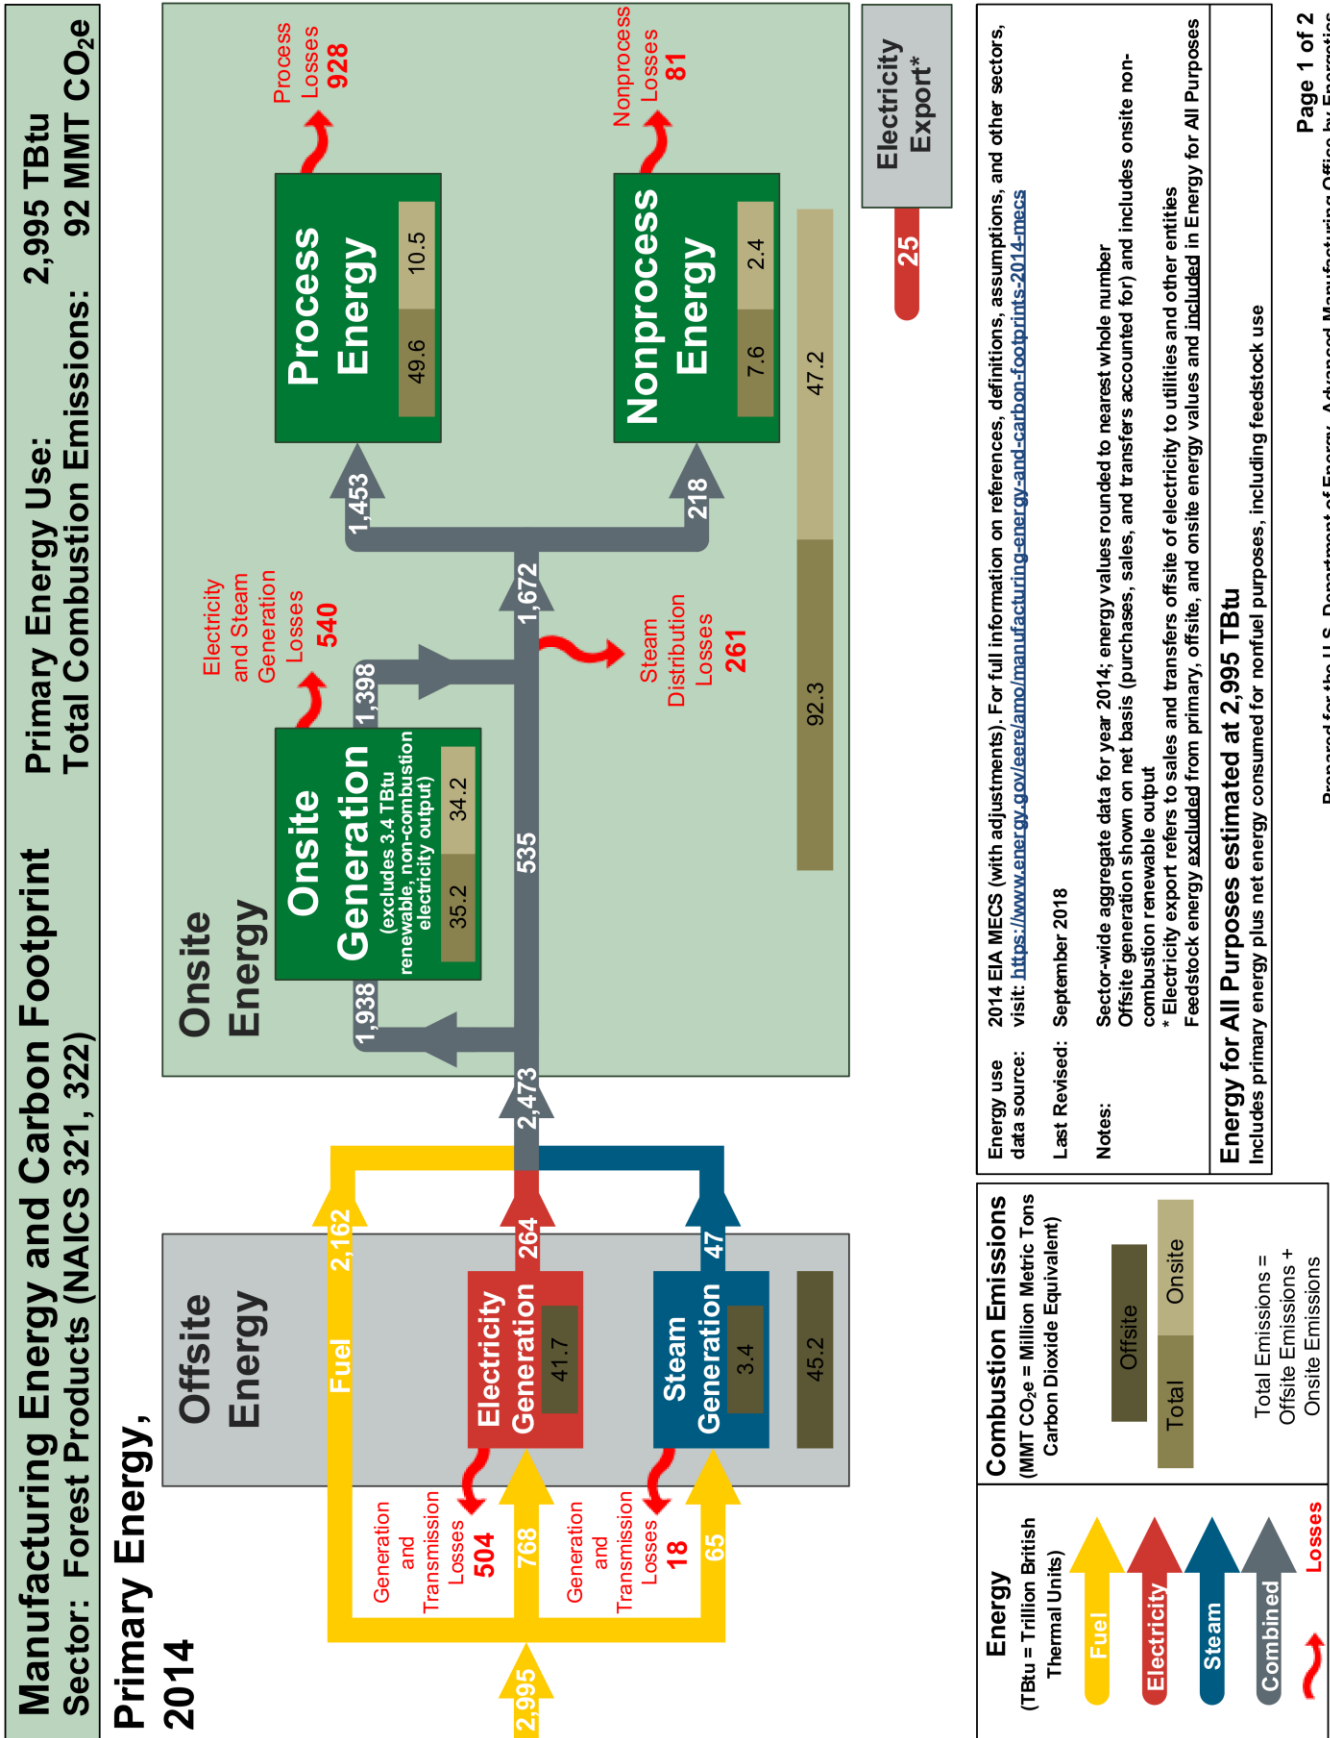 Manufacturing Energy and Carbon Footprint
Sector: Forest Products (NAICS 321, 322)
Primary Energy Use: 2,995 TBtu
Total Combustion Emissions: 92 MMT CO₂e
Primary Energy,
2014
Offsite
Energy
Onsite
Energy
2,995
Fuel
2,162
Generation
and
Transmission
Losses
504
768
Electricity
Generation
41.7
264
Generation
and
Transmission
Losses
18
65
Steam
Generation
3.4
47
45.2
2,473
1,938
Onsite
Generation
(excludes 3.4 TBtu
renewable, non-combustion
electricity output)
35.2 34.2
Electricity
and Steam
Generation
Losses
540
1,398
535
1,672
Steam
Distribution
Losses
261
1,453
Process
Energy
49.6 10.5
Process
Losses
928
218
Nonprocess
Energy
7.6 2.4
Nonprocess
Losses
81
92.3 47.2
25
Electricity
Export*
Energy
(TBtu = Trillion British
Thermal Units)
Fuel
Electricity
Steam
Combined
Losses
Combustion Emissions
(MMT CO₂e = Million Metric Tons
Carbon Dioxide Equivalent)
Offsite
Total Onsite
Total Emissions =
Offsite Emissions +
Onsite Emissions
Energy use
data source:
2014 EIA MECS (with adjustments). For full information on references, definitions, assumptions, and other sectors,
visit: https://www.energy.gov/eere/amo/manufacturing-energy-and-carbon-footprints-2014-mecs
Last Revised: September 2018
Notes:
Sector-wide aggregate data for year 2014; energy values rounded to nearest whole number
Offsite generation shown on net basis (purchases, sales, and transfers accounted for) and includes onsite non-
combustion renewable output
* Electricity export refers to sales and transfers offsite of electricity to utilities and other entities
Feedstock energy excluded from primary, offsite, and onsite energy values and included in Energy for All Purposes
Energy for All Purposes estimated at 2,995 TBtu
Includes primary energy plus net energy consumed for nonfuel purposes, including feedstock use
Page 1 of 2
Prepared for the U.S. Department of Energy, Advanced Manufacturing Office by Energetics